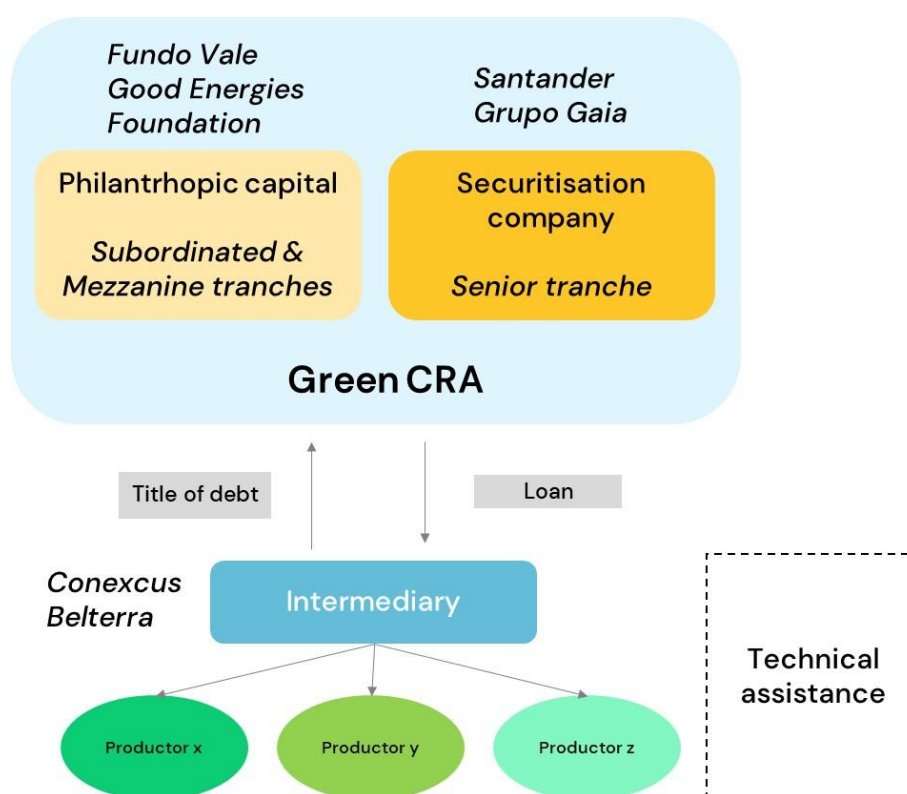 Fundo Vale
Good Energies
Foundation
Santander
Grupo Gaia
Philantrhopic capital
Subordinated &
Mezzanine tranches
Securitisation
company
Senior tranche
Green CRA
Title of debt
Loan
Conexcus
Belterra
Intermediary
Technical
assistance
Productor x
Productor y
Productor z